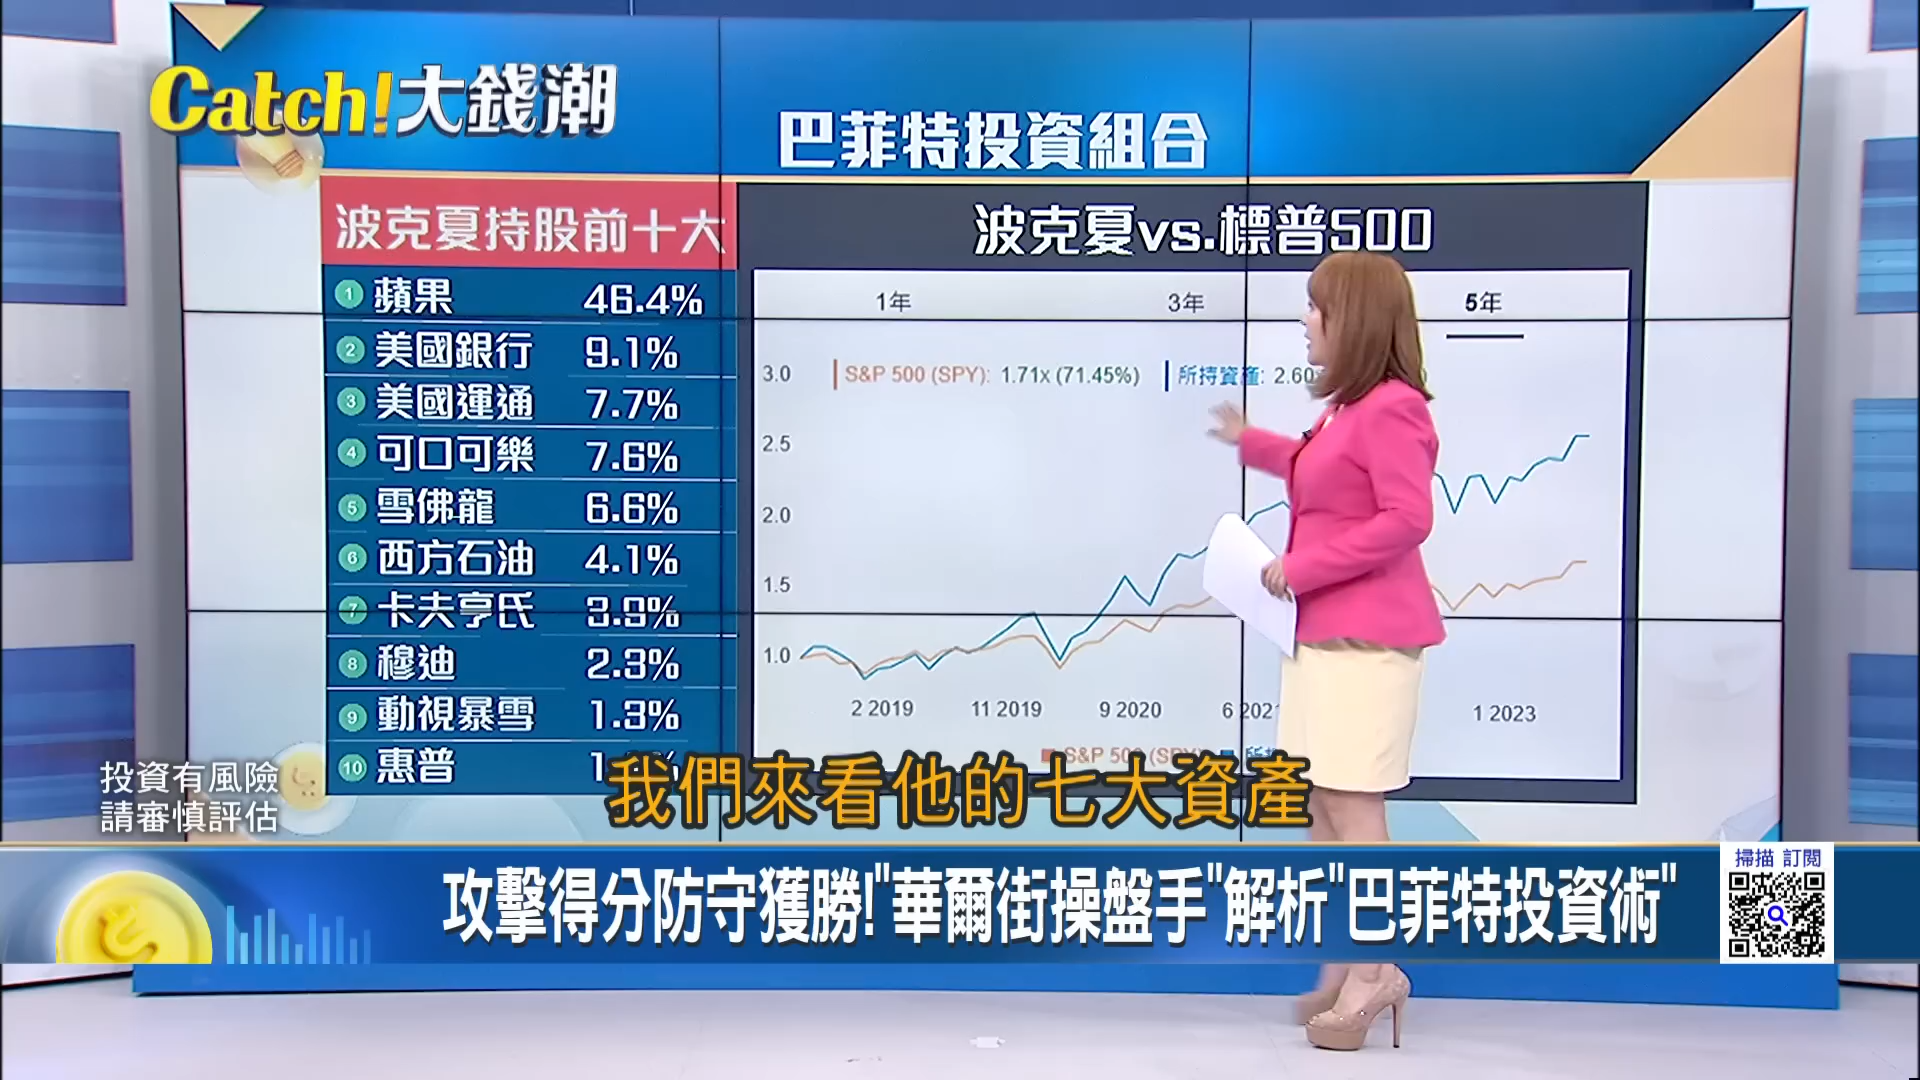 Catch!大錢潮
巴菲特投資組合
波克夏持股前十大
1 蘋果 46.4%
2 美國銀行 9.1%
3 美國運通 7.7%
4 可口可樂 7.6%
5 雪佛龍 6.6%
6 西方石油 4.1%
7 卡夫亨氏 3.9%
8 穆迪 2.3%
9 動視暴雪 1.3%
10 惠普
波克夏vs.標普500
1年 3年 5年
S&P 500 (SPY): 1.71x (71.45%) 所持資產: 2.60
3.0
2.5
2.0
1.5
1.0
2 2019 11 2019 9 2020 6 2021 1 2023
S&P 500 (SPY)
我們來看他的七大資產
投資有風險
請審慎評估
攻擊得分防守獲勝!"華爾街操盤手"解析"巴菲特投資術"
掃描 訂閱